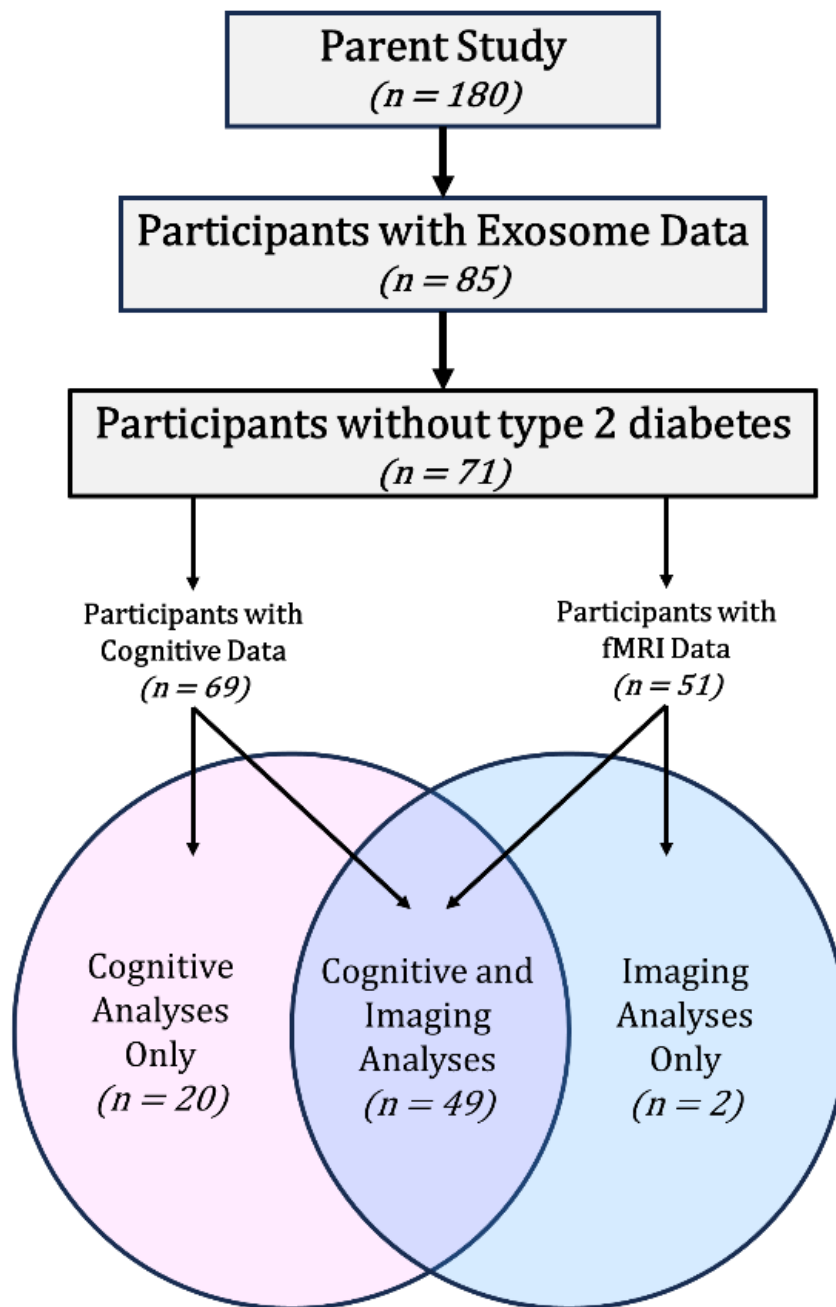 Parent Study
(n = 180)
Participants with Exosome Data
(n = 85)
Participants without type 2 diabetes
(n = 71)
Participants with
Cognitive Data
(n = 69)
Participants with
fMRI Data
(n = 51)
Cognitive
Analyses
Only
(n = 20)
Cognitive and
Imaging
Analyses
(n = 49)
Imaging
Analyses
Only
(n = 2)